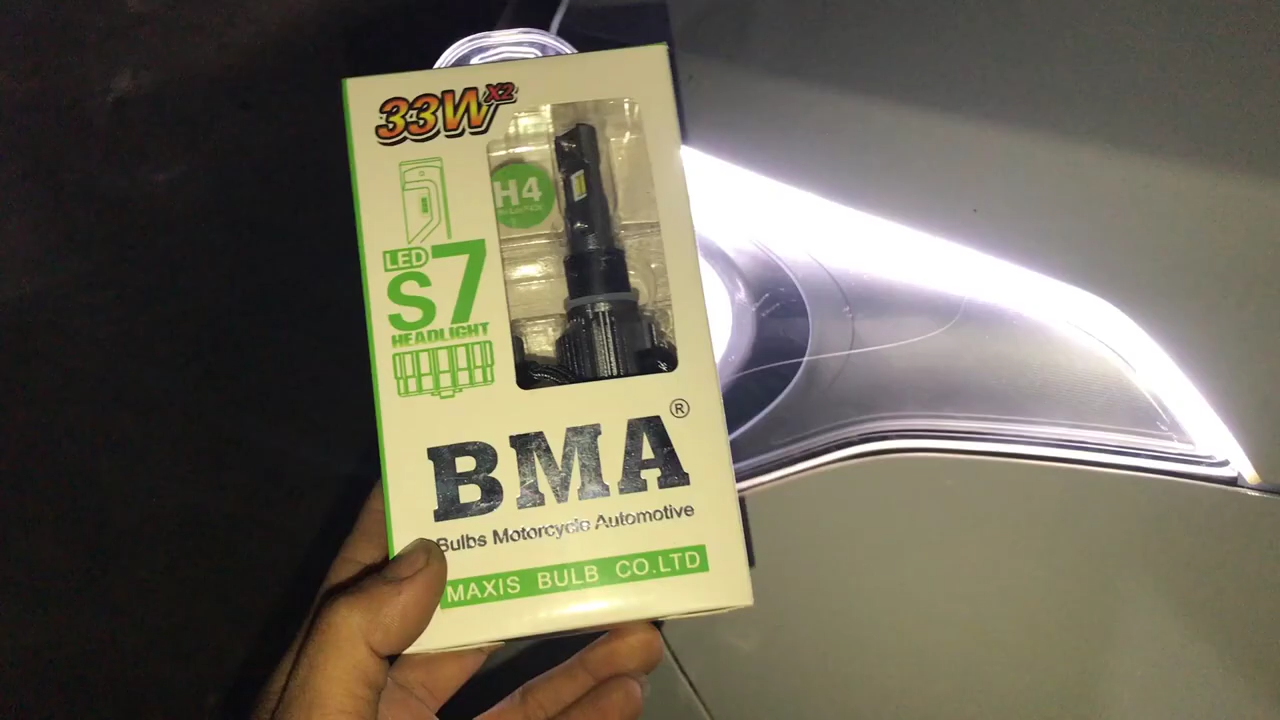 33W X2
H4
LED
S7
HEADLIGHT
BMA®
Bulbs Motorcycle Automotive
MAXIS BULB CO.LTD